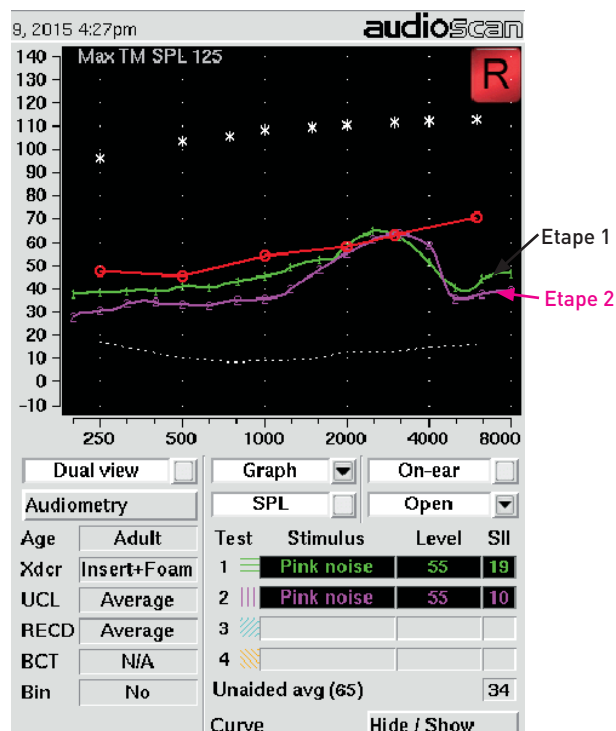 9, 2015 4:27pm audioscan
Max TM SPL 125
R
140
130
120
110
100
90
80
70
60
50
40
30
20
10
0
-10
Etape 1
Etape 2
250 500 1000 2000 4000 8000
Dual view Graph On-ear
Audiometry SPL Open
Age Adult Test Stimulus Level SII
Xdcr Insert+Foam 1 Pink noise 55 19
UCL Average 2 Pink noise 55 10
RECD Average 3
BCT N/A 4
Bin No Unaided avg (65) 34
Curve Hide / Show